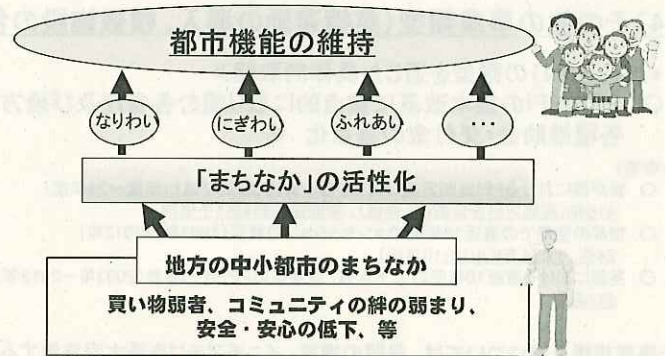 都市機能の維持
なりわい
にぎわい
ふれあい
・・・
「まちなか」の活性化
地方の中小都市のまちなか
買い物弱者、コミュニティの絆の弱まり、
安全・安心の低下、等